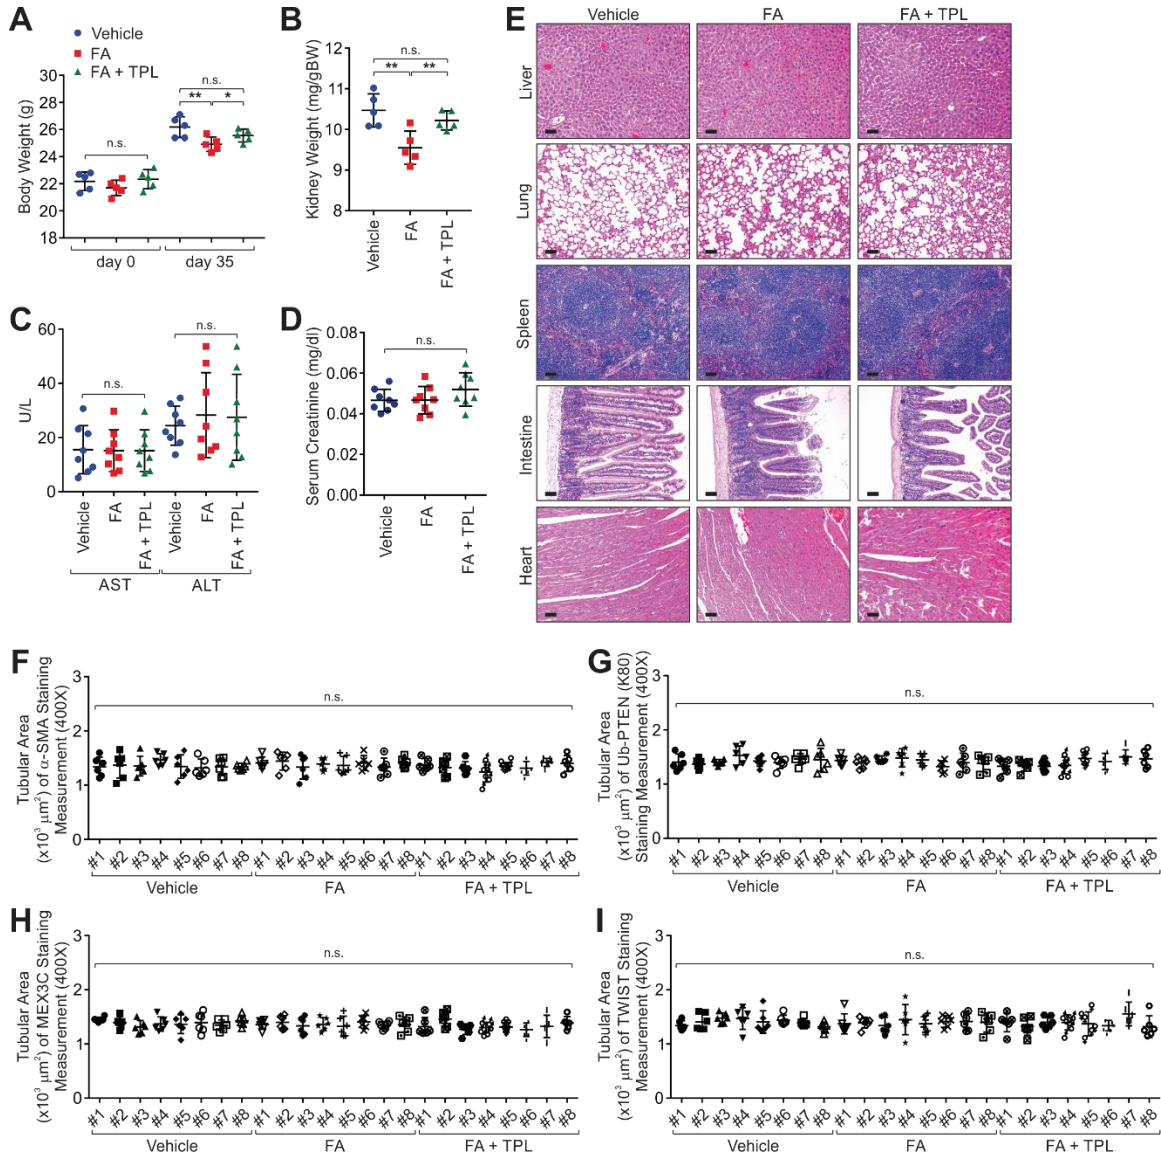 A
Vehicle
FA
FA + TPL
Body Weight (g)
30
28
26
24
22
20
18
n.s.
n.s.
**
*
day 0
day 35
B
Kidney Weight (mg/gBW)
12
11
10
9
8
n.s.
**
**
Vehicle
FA
FA + TPL
C
U/L
60
40
20
0
n.s.
n.s.
Vehicle
FA
FA + TPL
Vehicle
FA
FA + TPL
AST
ALT
D
Serum Creatinine (mg/dl)
0.08
0.06
0.04
0.02
0.00
n.s.
Vehicle
FA
FA + TPL
E
Vehicle
FA
FA + TPL
Liver
Lung
Spleen
Intestine
Heart
F
Tubular Area
(x10³ μm²) of α-SMA Staining
Measurement (400X)
3
2
1
0
n.s.
#1 #2 #3 #4 #5 #6 #7 #8 #1 #2 #3 #4 #5 #6 #7 #8 #1 #2 #3 #4 #5 #6 #7 #8
Vehicle
FA
FA + TPL
G
Tubular Area
(x10³ μm²) of Ub-PTEN (K80)
Staining Measurement (400X)
3
2
1
0
n.s.
#1 #2 #3 #4 #5 #6 #7 #8 #1 #2 #3 #4 #5 #6 #7 #8 #1 #2 #3 #4 #5 #6 #7 #8
Vehicle
FA
FA + TPL
H
Tubular Area
(x10³ μm²) of MEX3C Staining
Measurement (400X)
3
2
1
0
n.s.
#1 #2 #3 #4 #5 #6 #7 #8 #1 #2 #3 #4 #5 #6 #7 #8 #1 #2 #3 #4 #5 #6 #7 #8
Vehicle
FA
FA + TPL
I
Tubular Area
(x10³ μm²) of TWIST Staining
Measurement (400X)
3
2
1
0
n.s.
#1 #2 #3 #4 #5 #6 #7 #8 #1 #2 #3 #4 #5 #6 #7 #8 #1 #2 #3 #4 #5 #6 #7 #8
Vehicle
FA
FA + TPL